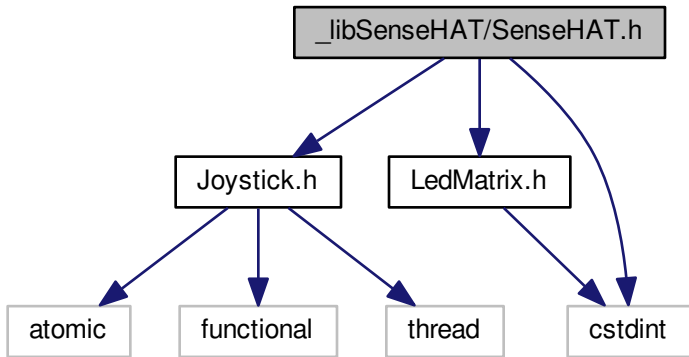 _libSenseHAT/SenseHAT.h
Joystick.h
LedMatrix.h
atomic
functional
thread
cstdint